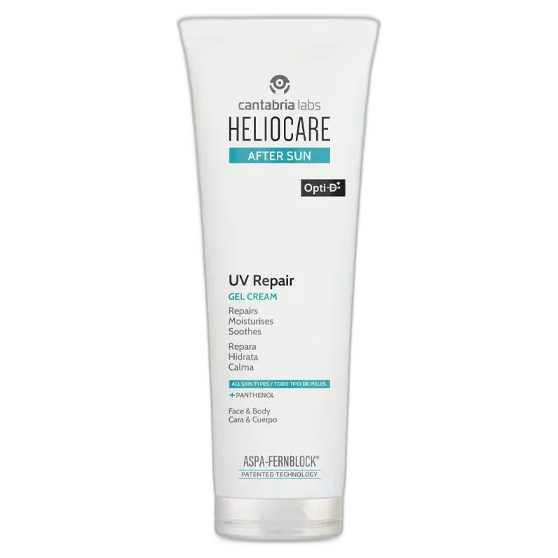 cantabria labs
HELIOCARE
AFTER SUN
Opti-D
UV Repair
GEL CREAM
Repairs
Moisturises
Soothes
Repara
Hidrata
Calma
ALL SKIN TYPES / TODO TIPO DE PIELES
+ PANTHENOL
Face & Body
Cara & Cuerpo
ASPA-FERNBLOCK™
PATENTED TECHNOLOGY